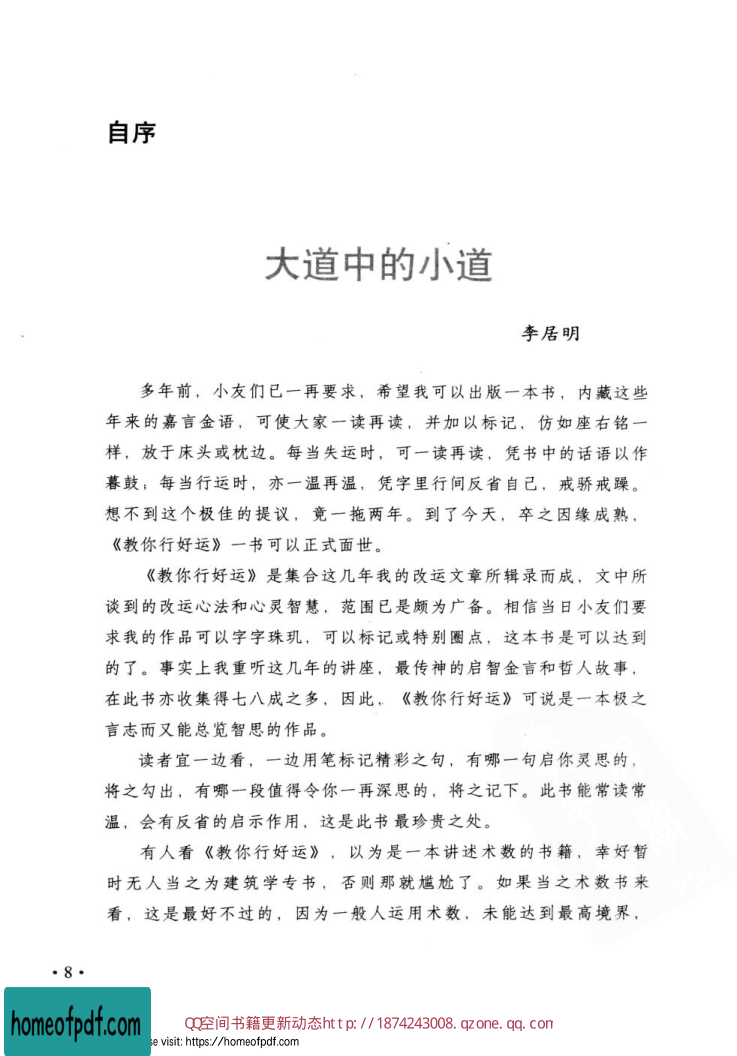 自序
大道中的小道
李居明
多年前，小友们已一再要求，希望我可以出版一本书，内藏这些
年来的嘉言金语，可使大家一读再读，并加以标记，仿如座右铭一
样，放于床头或枕边。每当失运时，可一读再读，凭书中的话语以作
暮鼓；每当行运时，亦一温再温，凭字里行间反省自己，戒骄戒躁。
想不到这个极佳的提议，竟一拖两年。到了今天，卒之因缘成熟，
《教你行好运》一书可以正式面世。
《教你行好运》是集合这几年我的改运文章所辑录而成，文中所
谈到的改运心法和心灵智慧，范围已是颇为广备。相信当日小友们要
求我的作品可以字字珠玑，可以标记或特别圈点，这本书是可以达到
的了。事实上我重听这几年的讲座，最传神的启智金言和哲人故事，
在此书亦收集得七八成之多，因此，《教你行好运》可说是一本极之
言志而又能总览智思的作品。
读者宜一边看，一边用笔标记精彩之句，有哪一句启你灵思的，
将之勾出，有哪一段值得令你一再深思的，将之记下。此书能常读常
温，会有反省的启示作用，这是此书最珍贵之处。
有人看《教你行好运》，以为是一本讲述术数的书籍，幸好暂
时无人当之为建筑学专书，否则那就尴尬了。如果当之术数书来
看，这是最好不过的，因为一般人运用术数，未能达到最高境界，
·8·
homeofpdf.com
QQ空间书籍更新动态http://1874243008.qzone.qq.com
se visit: https://homeofpdf.com